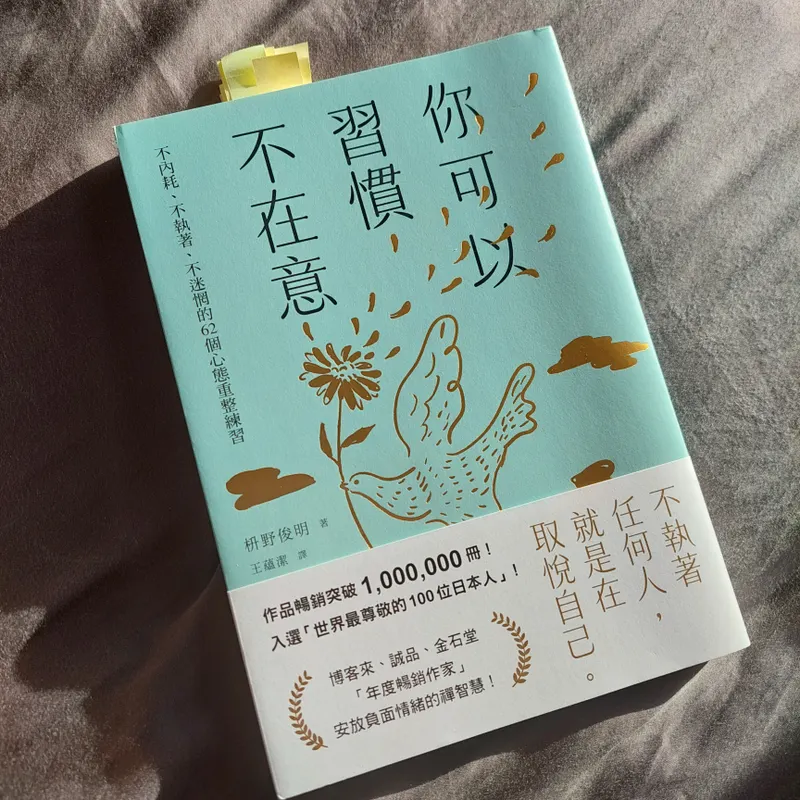 你可以
習慣
不在意
不內耗、不執著、不迷惘的62個心態重整練習
枡野俊明 著
王蘊潔 譯
不執著
任何人,
就是在
取悅自己。
作品暢銷突破 1,000,000 冊!
入選「世界最尊敬的 100 位日本人」!
博客來、誠品、金石堂
「年度暢銷作家」
安放負面情緒的禪智慧!